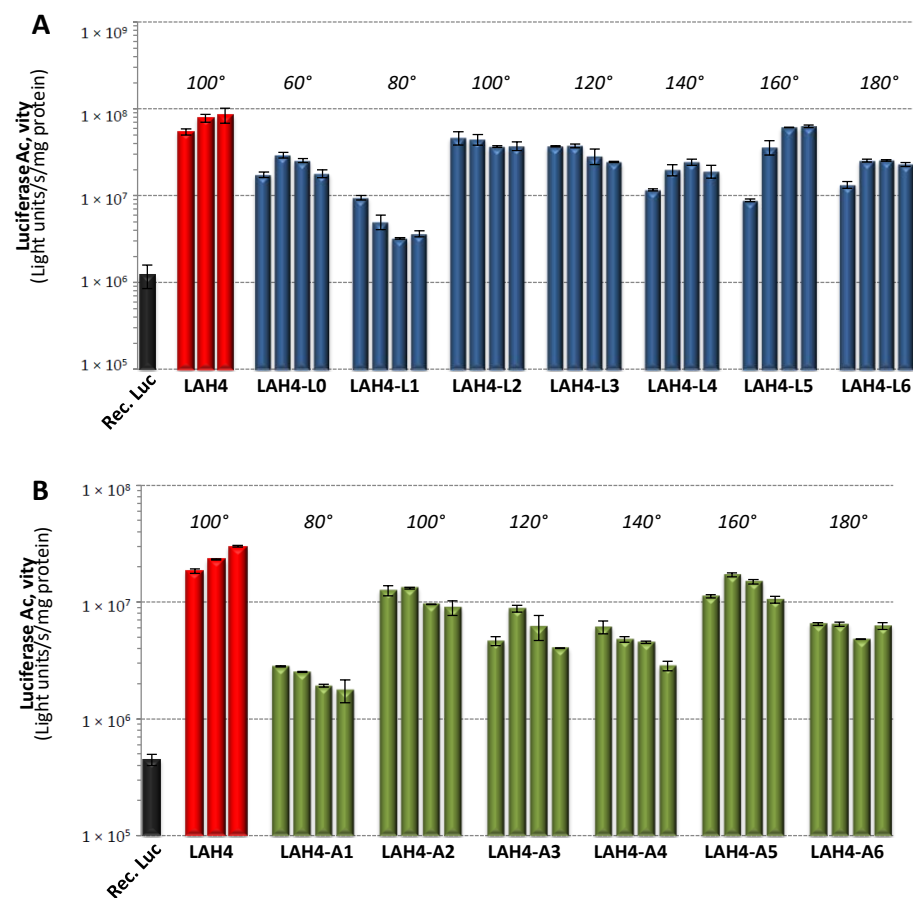 A
Luciferase Ac, vity
(Light units/s/mg protein)
1 × 10⁹
1 × 10⁸
1 × 10⁷
1 × 10⁶
1 × 10⁵
100° 60° 80° 100° 120° 140° 160° 180°
Rec. Luc LAH4 LAH4-L0 LAH4-L1 LAH4-L2 LAH4-L3 LAH4-L4 LAH4-L5 LAH4-L6
B
Luciferase Ac, vity
(Light units/s/mg protein)
1 × 10⁸
1 × 10⁷
1 × 10⁶
1 × 10⁵
100° 80° 100° 120° 140° 160° 180°
Rec. Luc LAH4 LAH4-A1 LAH4-A2 LAH4-A3 LAH4-A4 LAH4-A5 LAH4-A6